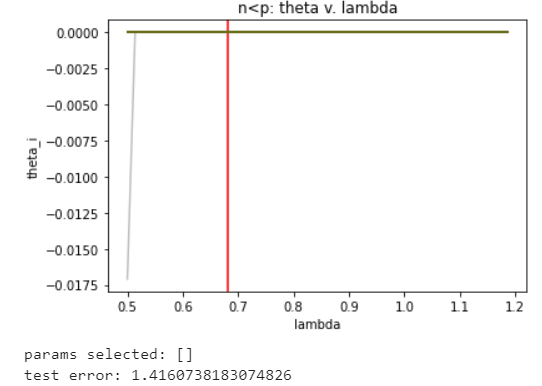 n<p: theta v. lambda
0.0000
−0.0025
−0.0050
−0.0075
−0.0100
−0.0125
−0.0150
−0.0175
theta_i
0.5 0.6 0.7 0.8 0.9 1.0 1.1 1.2
lambda
params selected: []
test error: 1.4160738183074826